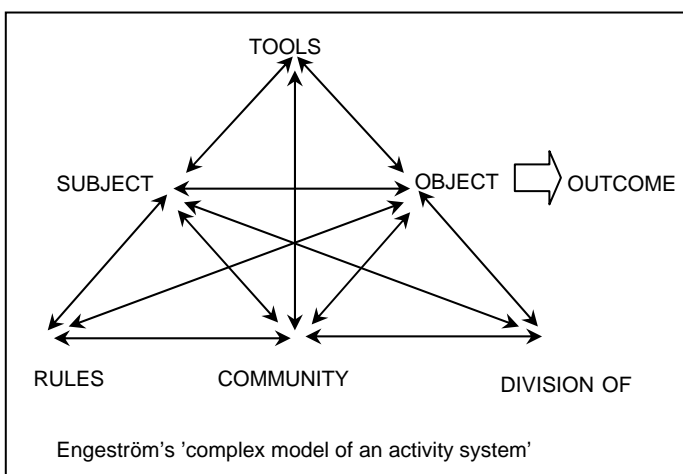 TOOLS
SUBJECT OBJECT OUTCOME
RULES COMMUNITY DIVISION OF
Engeström's 'complex model of an activity system'